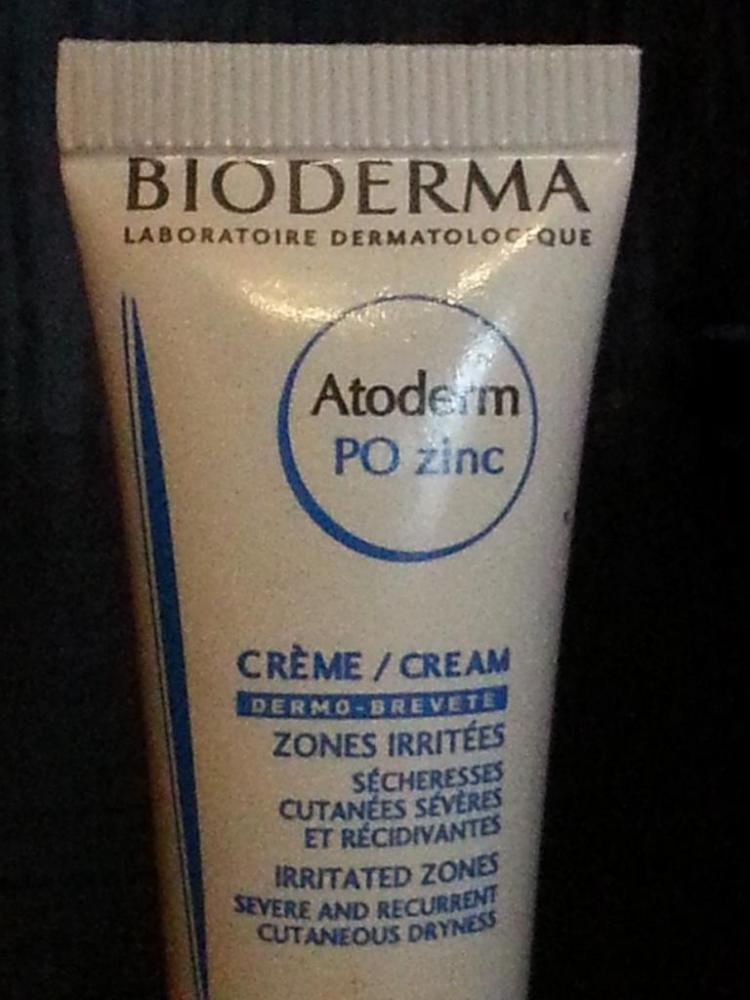 BIODERMA
LABORATOIRE DERMATOLOGIQUE
Atoderm
PO zinc
CRÈME / CREAM
DERMO-BREVETÉ
ZONES IRRITÉES
SÉCHERESSES
CUTANÉES SÉVÈRES
ET RÉCIDIVANTES
IRRITATED ZONES
SEVERE AND RECURRENT
CUTANEOUS DRYNESS